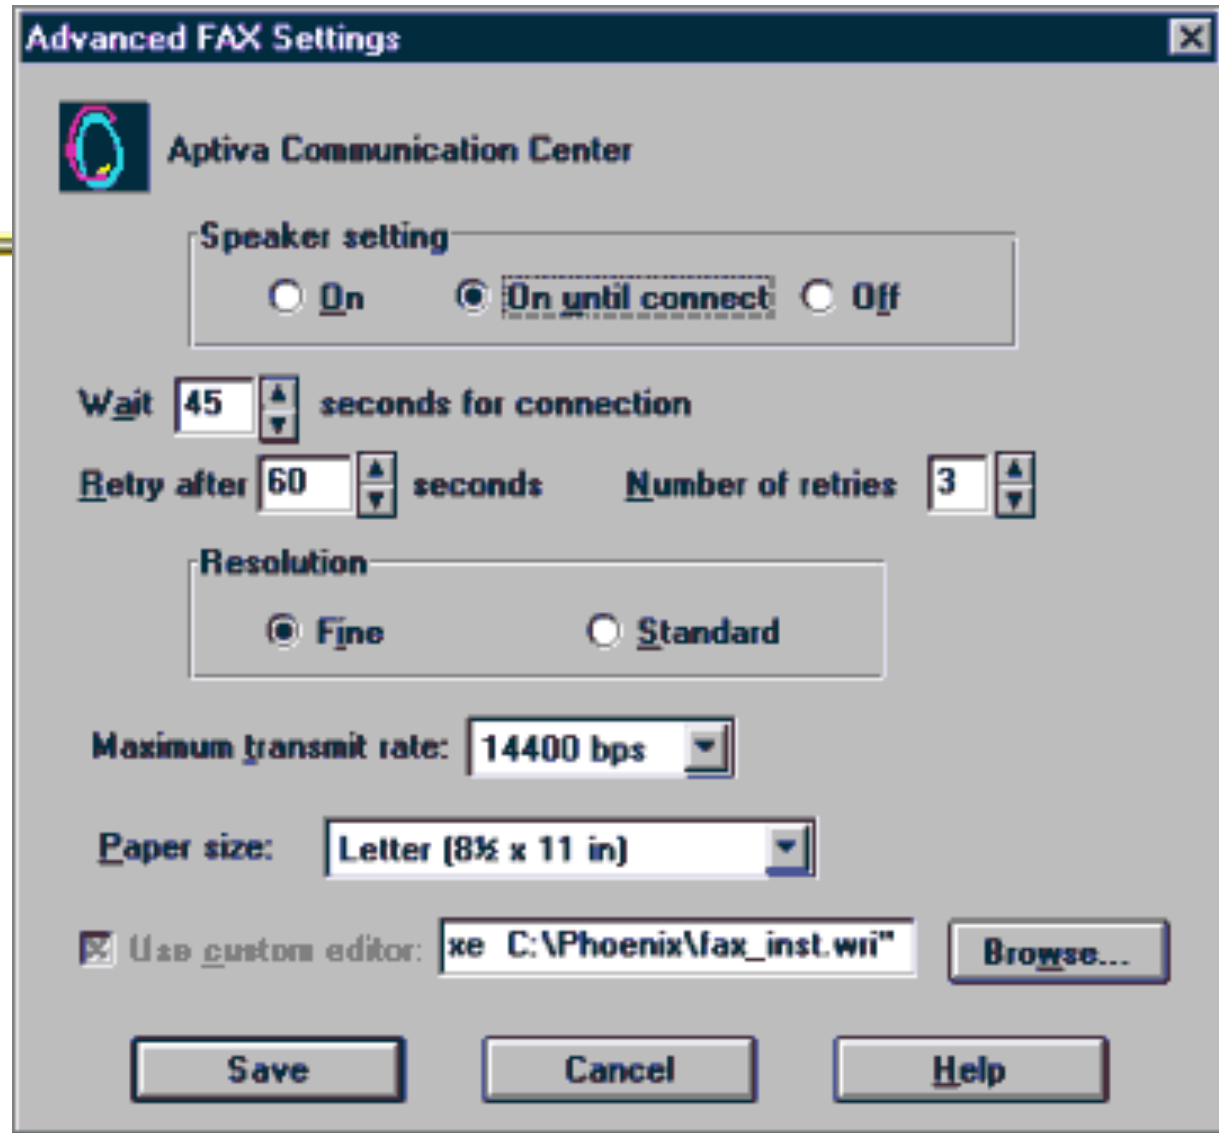 Advanced FAX Settings
Aptiva Communication Center
Speaker setting
On On until connect Off
Wait 45 seconds for connection
Retry after 60 seconds Number of retries 3
Resolution
Fine Standard
Maximum transmit rate: 14400 bps
Paper size: Letter (8½ x 11 in)
Use custom editor: xe C:\Phoenix\fax_inst.wri" Browse...
Save Cancel Help